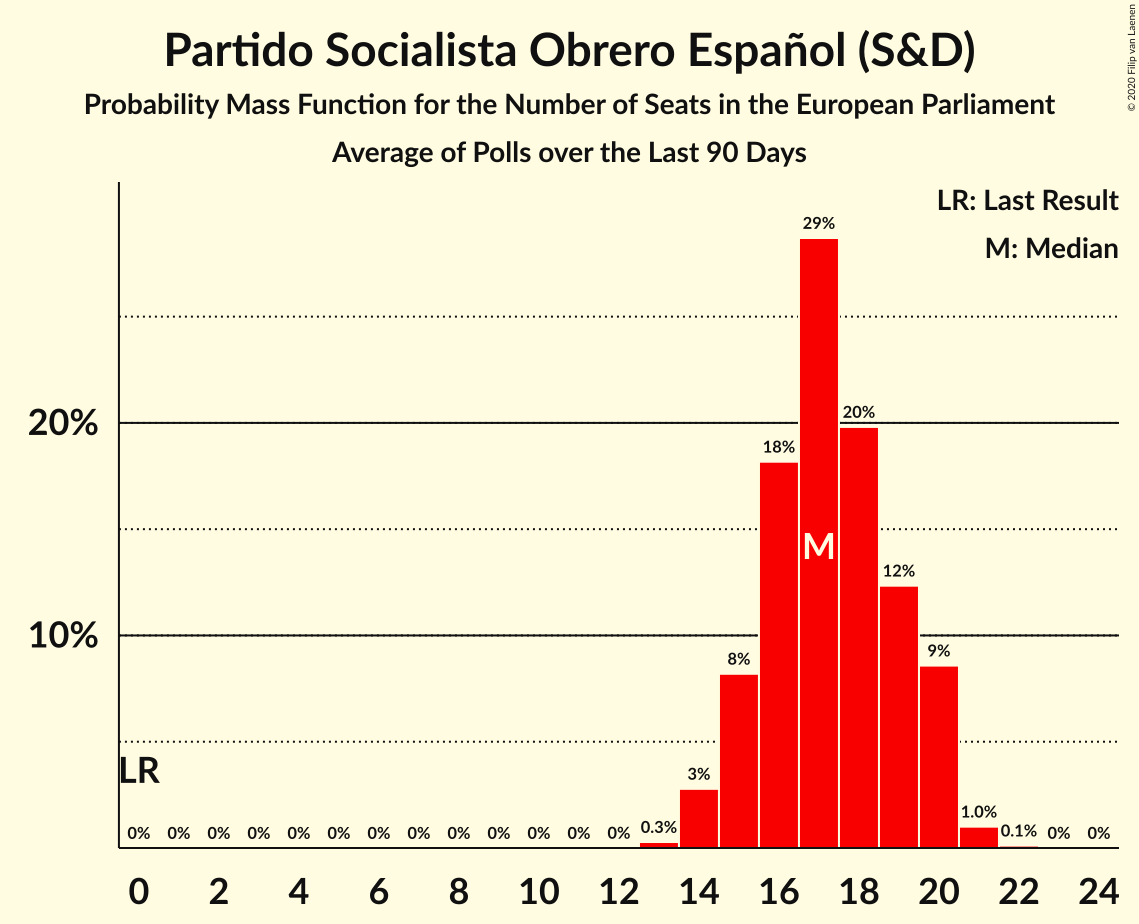 Partido Socialista Obrero Español (S&D)
Probability Mass Function for the Number of Seats in the European Parliament
Average of Polls over the Last 90 Days
© 2020 Filip van Laenen
LR: Last Result
M: Median
29%
20%
20%
18%
M
12%
10%
8%
9%
LR
3%
0% 0% 0% 0% 0% 0% 0% 0% 0% 0% 0% 0% 0% 0.3% 1.0% 0.1% 0% 0%
0 2 4 6 8 10 12 14 16 18 20 22 24